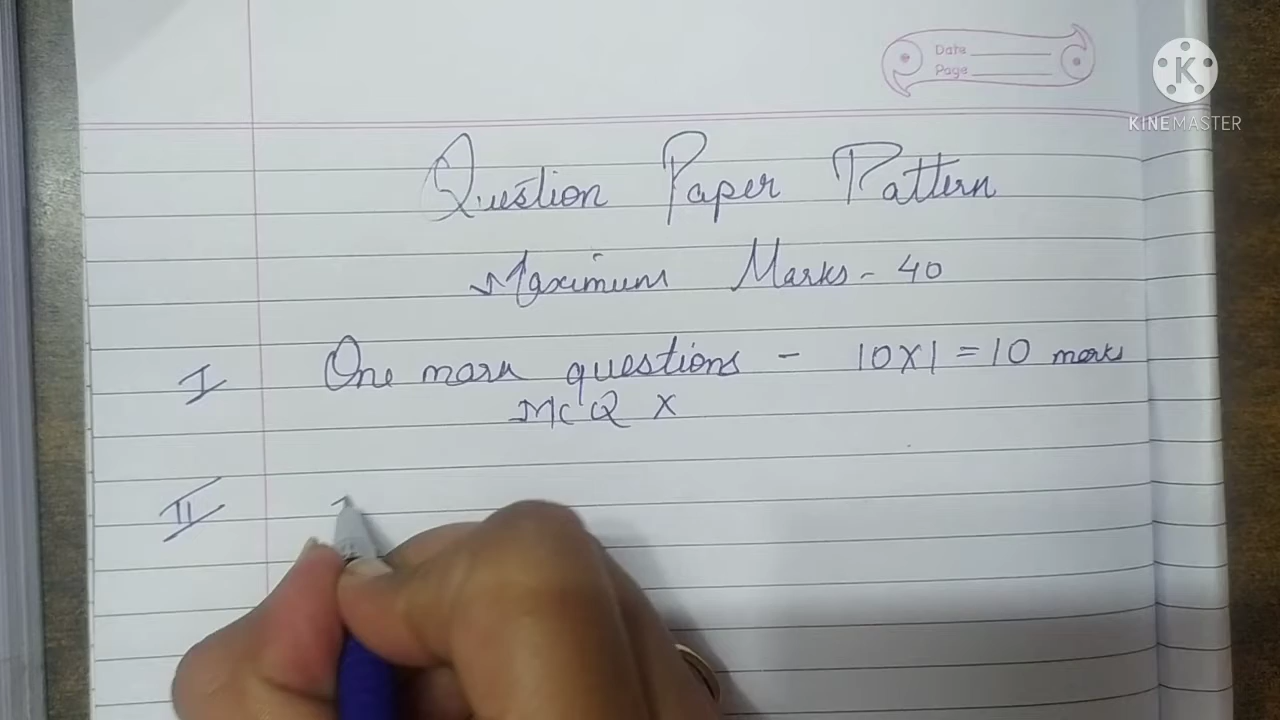 Date
Page
KINEMASTER
Question Paper Pattern
Maximum Marks - 40
I One mark questions - 10X1 = 10 marks
MCQ X
II